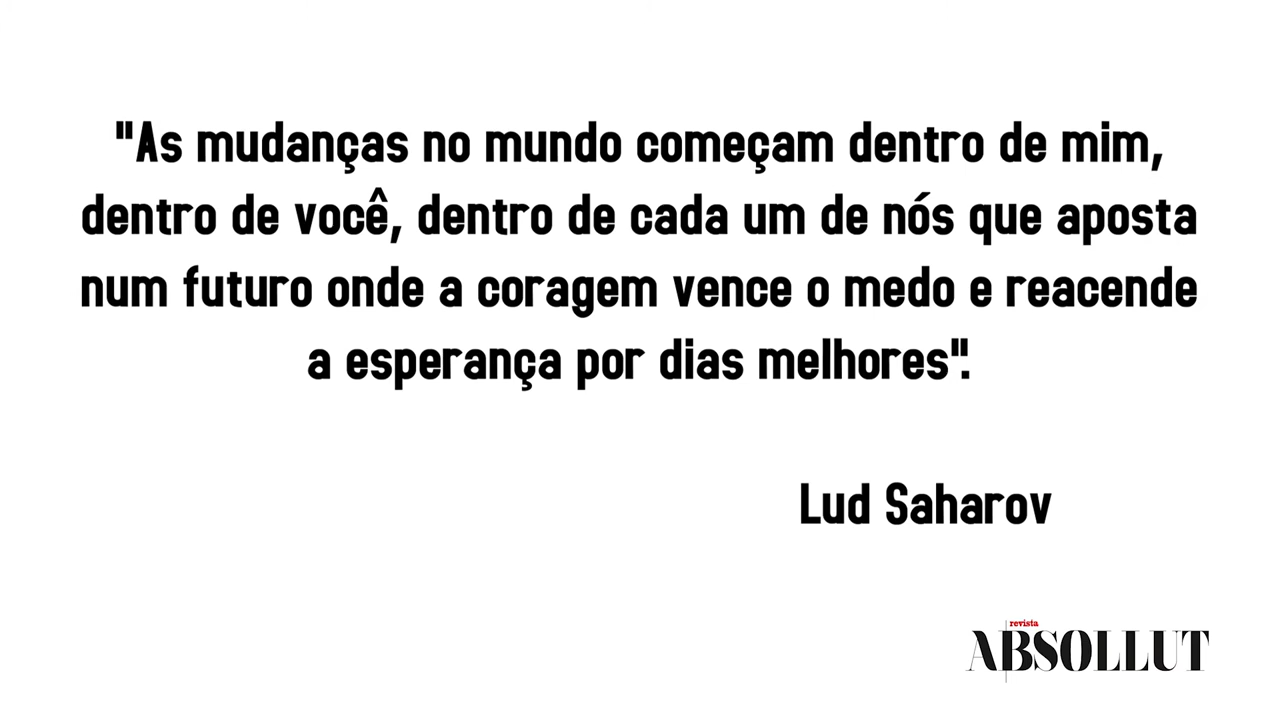 "As mudanças no mundo começam dentro de mim,
dentro de você, dentro de cada um de nós que aposta
num futuro onde a coragem vence o medo e reacende
a esperança por dias melhores".
Lud Saharov
revista
ABSOLLUT